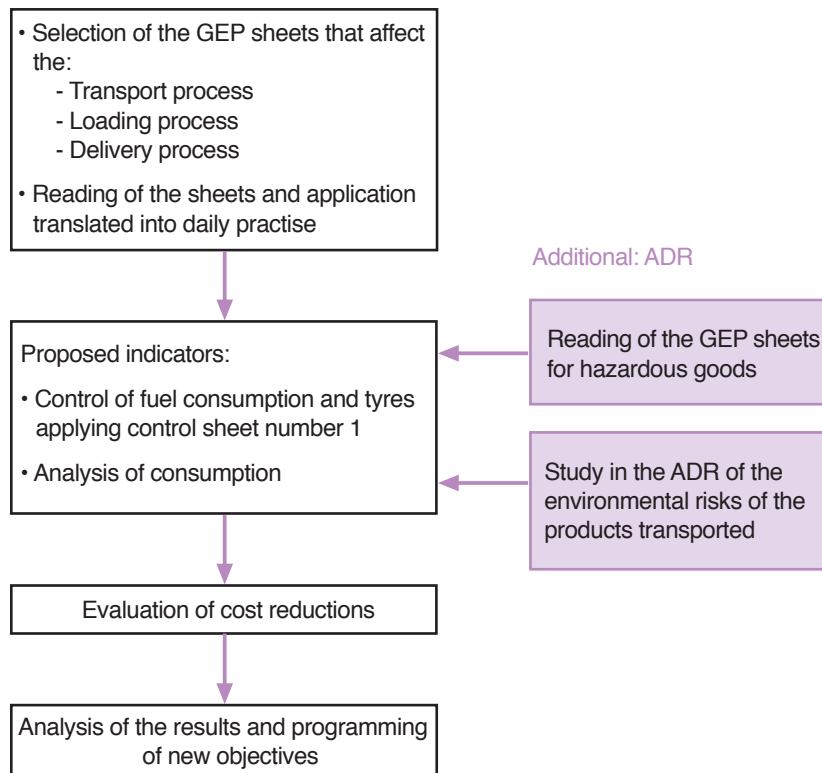 • Selection of the GEP sheets that affect
the:
- Transport process
- Loading process
- Delivery process
• Reading of the sheets and application
translated into daily practise
Additional: ADR
Proposed indicators:
• Control of fuel consumption and tyres
applying control sheet number 1
• Analysis of consumption
Reading of the GEP sheets
for hazardous goods
Study in the ADR of the
environmental risks of the
products transported
Evaluation of cost reductions
Analysis of the results and programming
of new objectives